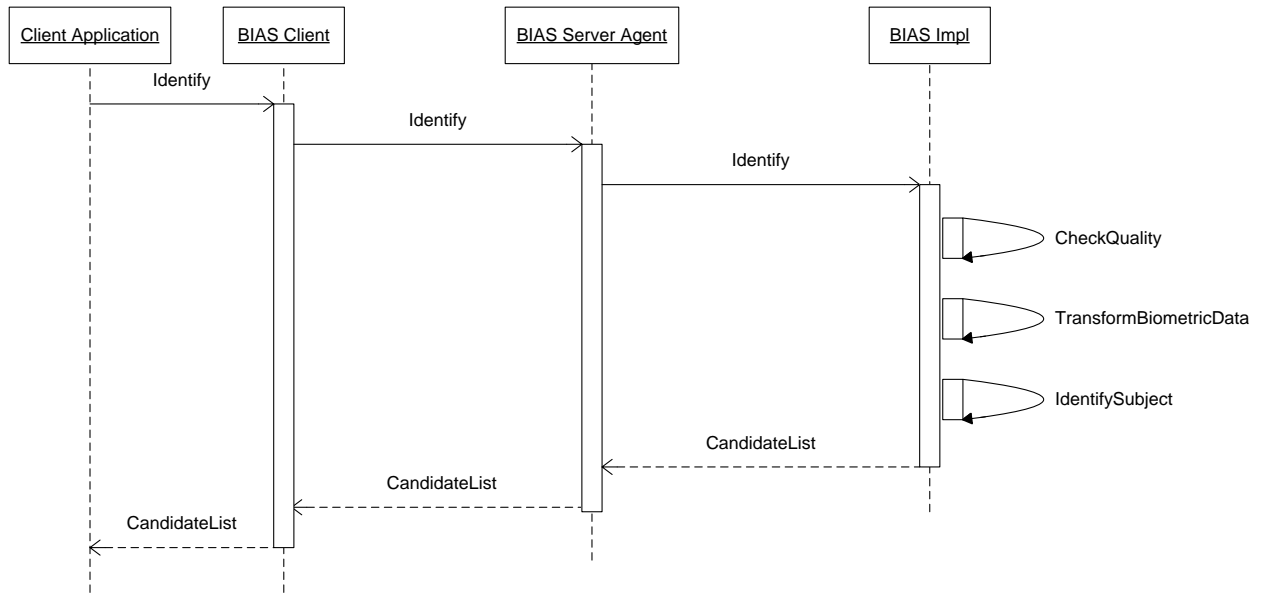 Client Application
BIAS Client
BIAS Server Agent
BIAS Impl
Identify
Identify
Identify
CheckQuality
TransformBiometricData
IdentifySubject
CandidateList
CandidateList
CandidateList